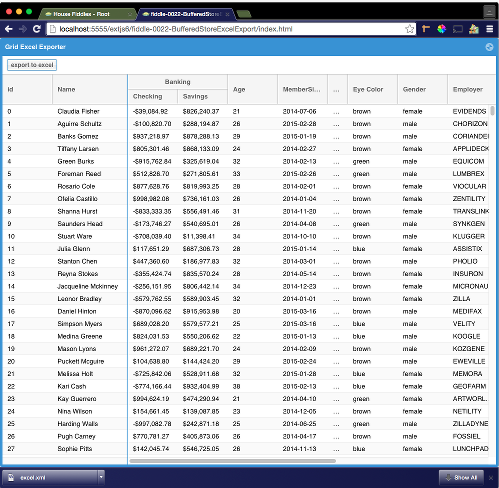 House Fiddles - Root
fiddle-0022-BufferedStore
localhost:5555/extjs6/fiddle-0022-BufferedStoreExcelExport/index.html
Grid Excel Exporter
export to excel
Id Name Banking Age MemberSi... ... Eye Color Gender Employer
Checking Savings
0 Claudia Fisher -$39,084.92 $826,240.37 21 2014-07-06 ... brown female EVIDENDS
1 Aguirre Schultz -$100,820.70 $288,194.87 26 2015-02-28 ... brown male CHORIZON
2 Banks Gomez $937,218.97 $878,288.13 29 2015-01-19 ... brown male CORIANDER
3 Tiffany Larsen $805,301.46 $668,133.09 24 2014-02-27 ... brown female APPLIDECK
4 Green Burks -$915,762.84 $325,619.04 32 2014-02-13 ... green male EQUICOM
5 Foreman Reed $512,826.70 $271,805.61 33 2015-02-26 ... green male LUMBREX
6 Rosario Cole $877,628.76 $819,993.25 28 2014-02-01 ... brown female VIOCULAR
7 Ofelia Castillo $998,982.08 $736,161.03 26 2014-01-04 ... brown female ZENTILITY
8 Shanna Hurst -$833,333.35 $556,491.46 31 2014-11-20 ... brown female TRANSLINK
9 Saunders Head -$173,746.27 $540,695.01 26 2014-04-08 ... green male SYNKGEN
10 Stuart Ware -$708,039.40 $11,398.41 34 2014-10-10 ... brown male KLUGGER
11 Julia Glenn $117,651.29 $687,306.73 28 2015-01-14 ... blue female ASSISTIX
12 Stanton Chen $447,360.60 $186,977.83 32 2014-03-01 ... brown male PHOLIO
13 Reyna Stokes -$355,424.74 $835,570.24 28 2014-05-14 ... brown female INSURON
14 Jacqueline Mckinney -$256,151.95 $806,442.14 34 2014-12-23 ... brown female MICRONAU
15 Leonor Bradley -$579,762.55 $589,903.45 32 2014-01-01 ... brown female ZILLA
16 Daniel Hinton -$870,096.62 $915,953.98 20 2015-03-16 ... brown male MEDIFAX
17 Simpson Myers $689,028.20 $579,577.21 25 2015-03-16 ... blue male VELITY
18 Medina Greene $824,031.53 $550,206.62 22 2015-01-13 ... blue male KOOGLE
19 Mason Lyons $961,272.07 $689,221.70 24 2014-02-09 ... brown male KOZGENE
20 Puckett Mcguire $104,638.80 $144,424.20 29 2015-02-24 ... brown male EWEVILLE
21 Melissa Holt -$725,842.06 $528,911.68 32 2015-01-28 ... blue female MEMORA
22 Kari Cash -$774,166.44 $932,404.99 38 2015-02-13 ... blue female GEOFARM
23 Kay Guerrero $994,624.19 $474,290.94 21 2014-04-10 ... green female ARTWORL.
24 Nina Wilson $154,661.45 $139,087.85 23 2014-12-05 ... brown female NETILITY
25 Harding Walls -$997,082.78 $242,871.18 25 2014-06-25 ... green male ZILLADYNE
26 Pugh Carney $770,781.27 $405,873.06 26 2014-04-17 ... brown male FOSSIEL
27 Sophie Pitts $142,045.74 $546,725.05 26 2014-11-13 ... blue female LUNCHPAD
excel.xml
Show All